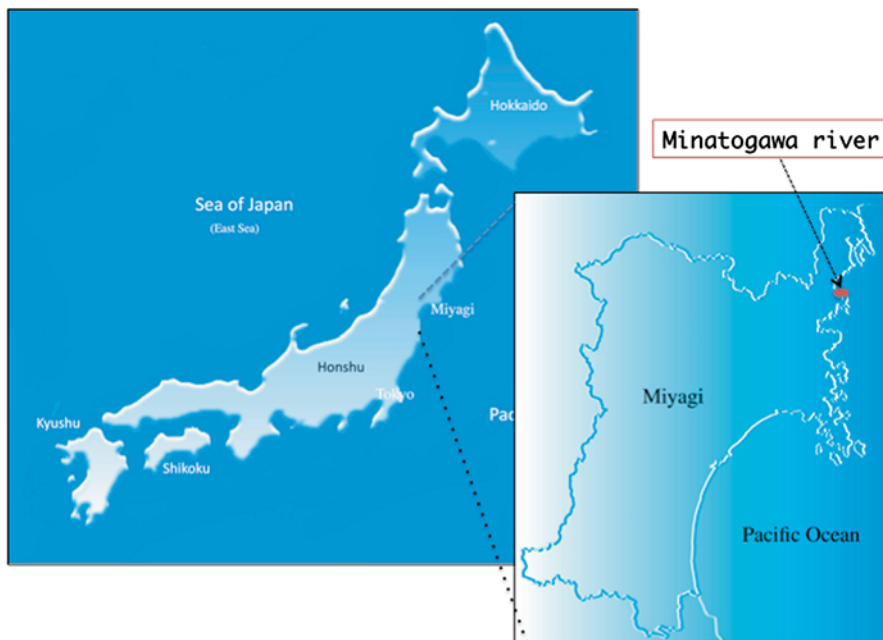 Hokkaido
Minatogawa river
Sea of Japan
(East Sea)
Miyagi
Honshu
Tokyo
Kyushu
Shikoku
Pac
Miyagi
Pacific Ocean